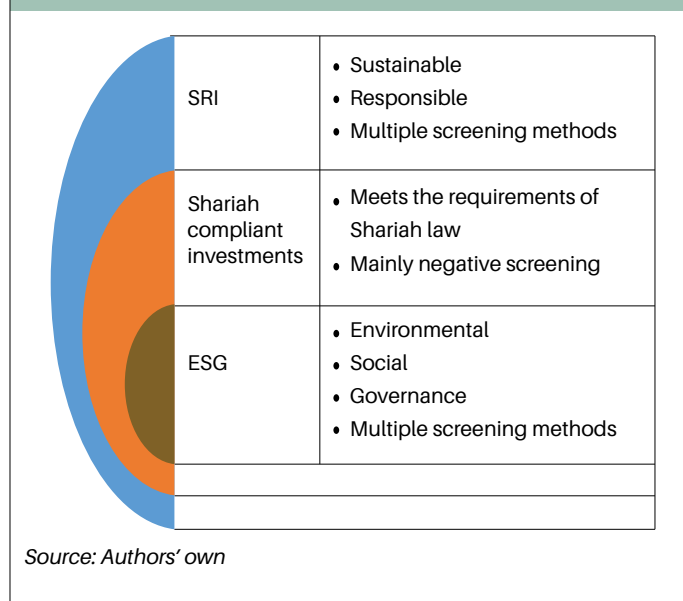 SRI
• Sustainable
• Responsible
• Multiple screening methods
Shariah
compliant
investments
• Meets the requirements of
Shariah law
• Mainly negative screening
ESG
• Environmental
• Social
• Governance
• Multiple screening methods
Source: Authors’ own